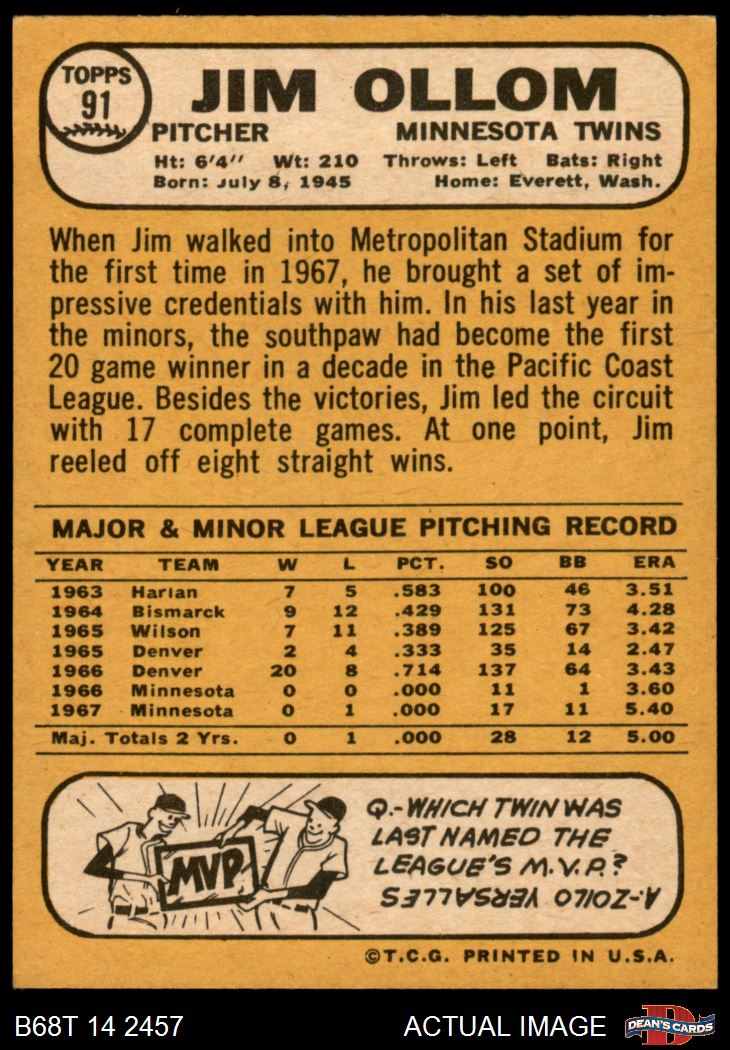 TOPPS
91
JIM OLLOM
PITCHER MINNESOTA TWINS
Ht: 6'4" Wt: 210 Throws: Left Bats: Right
Born: July 8, 1945 Home: Everett, Wash.
When Jim walked into Metropolitan Stadium for
the first time in 1967, he brought a set of im-
pressive credentials with him. In his last year in
the minors, the southpaw had become the first
20 game winner in a decade in the Pacific Coast
League. Besides the victories, Jim led the circuit
with 17 complete games. At one point, Jim
reeled off eight straight wins.
MAJOR & MINOR LEAGUE PITCHING RECORD
YEAR TEAM W L PCT. SO BB ERA
1963 Harlan 7 5 .583 100 46 3.51
1964 Bismarck 9 12 .429 131 73 4.28
1965 Wilson 7 11 .389 125 67 3.42
1965 Denver 2 4 .333 35 14 2.47
1966 Denver 20 8 .714 137 64 3.43
1966 Minnesota 0 0 .000 11 1 3.60
1967 Minnesota 0 1 .000 17 11 5.40
Maj. Totals 2 Yrs. 0 1 .000 28 12 5.00
MVP
Q.-WHICH TWIN WAS
LAST NAMED THE
LEAGUE'S M.V.P.?
A:-ZOILO VERSALLES
©T.C.G. PRINTED IN U.S.A.
B68T 14 2457 ACTUAL IMAGE
D
DEAN'S CARDS